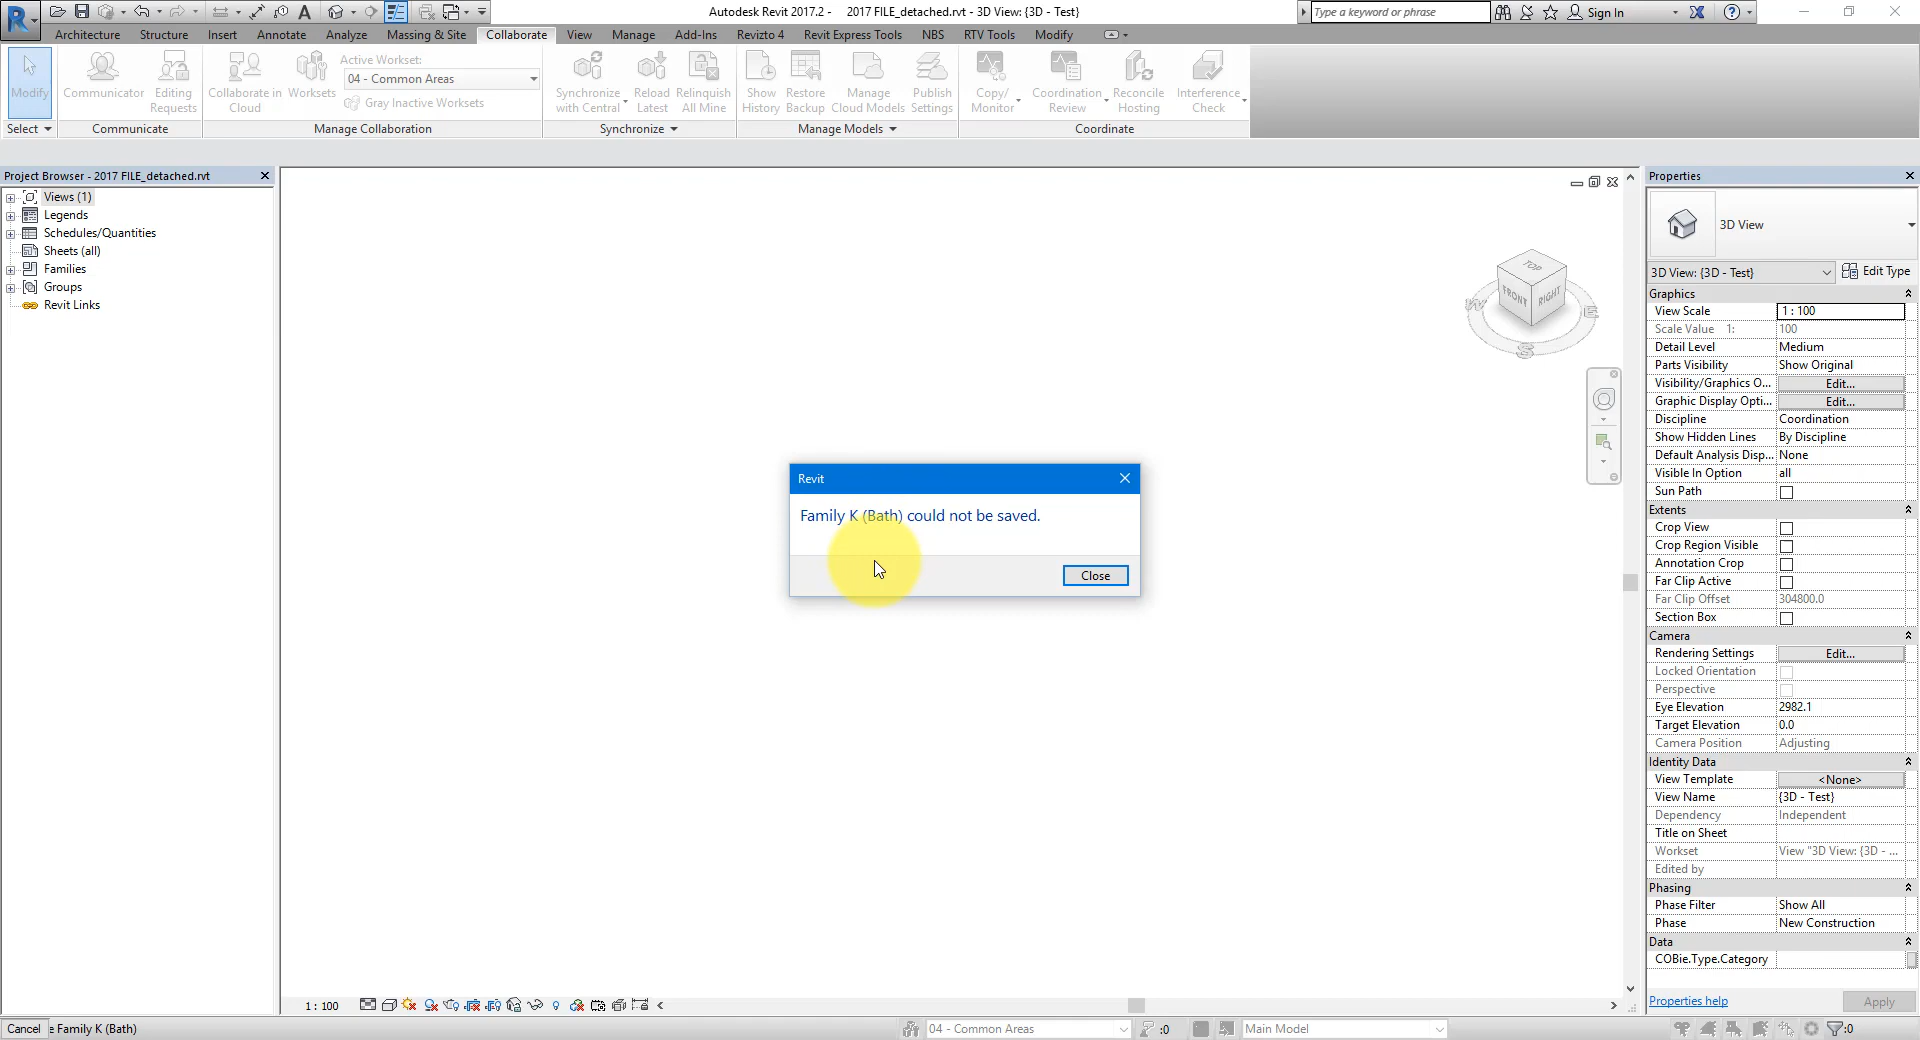 Autodesk Revit 2017.2 - 2017 FILE_detached.rvt - 3D View: {3D - Test}
Type a keyword or phrase
Sign In
Architecture Structure Insert Annotate Analyze Massing & Site Collaborate View Manage Add-Ins Revizto 4 Revit Express Tools NBS RTV Tools Modify
Modify
Select
Communicator
Editing
Requests
Communicate
Collaborate in
Cloud
Worksets
Active Workset:
04 - Common Areas
Gray Inactive Worksets
Manage Collaboration
Synchronize
with Central
Reload
Latest
Relinquish
All Mine
Synchronize
Show
History
Restore
Backup
Manage
Cloud Models
Publish
Settings
Manage Models
Copy/
Monitor
Coordination
Review
Reconcile
Hosting
Interference
Check
Coordinate
Project Browser - 2017 FILE_detached.rvt
Views (1)
Legends
Schedules/Quantities
Sheets (all)
Families
Groups
Revit Links
TOP
FRONT
RIGHT
W
E
S
Revit
Family K (Bath) could not be saved.
Close
Properties
3D View
3D View: {3D - Test}
Edit Type
Graphics
View Scale 1 : 100
Scale Value 1: 100
Detail Level Medium
Parts Visibility Show Original
Visibility/Graphics O... Edit...
Graphic Display Opti... Edit...
Discipline Coordination
Show Hidden Lines By Discipline
Default Analysis Disp... None
Visible In Option all
Sun Path
Extents
Crop View
Crop Region Visible
Annotation Crop
Far Clip Active
Far Clip Offset 304800.0
Section Box
Camera
Rendering Settings Edit...
Locked Orientation
Perspective
Eye Elevation 2982.1
Target Elevation 0.0
Camera Position Adjusting
Identity Data
View Template <None>
View Name {3D - Test}
Dependency Independent
Title on Sheet
Workset View "3D View: {3D - ...
Edited by
Phasing
Phase Filter Show All
Phase New Construction
Data
COBie.Type.Category
Properties help
Apply
1 : 100
Cancel
Family K (Bath)
04 - Common Areas
:0
Main Model
:0